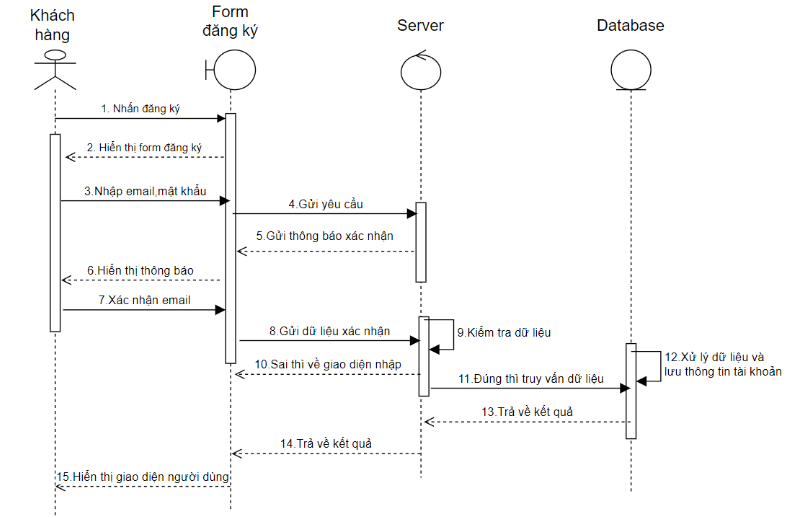 Khách
hàng
Form
đăng ký
Server
Database
1. Nhấn đăng ký
2. Hiển thị form đăng ký
3.Nhập email,mật khẩu
4.Gửi yêu cầu
5.Gửi thông báo xác nhận
6.Hiển thị thông báo
7.Xác nhận email
8.Gửi dữ liệu xác nhận
9.Kiểm tra dữ liệu
10.Sai thì về giao diện nhập
11.Đúng thì truy vấn dữ liệu
12.Xử lý dữ liệu và
lưu thông tin tài khoản
13.Trả về kết quả
14.Trả về kết quả
15.Hiển thị giao diện người dùng